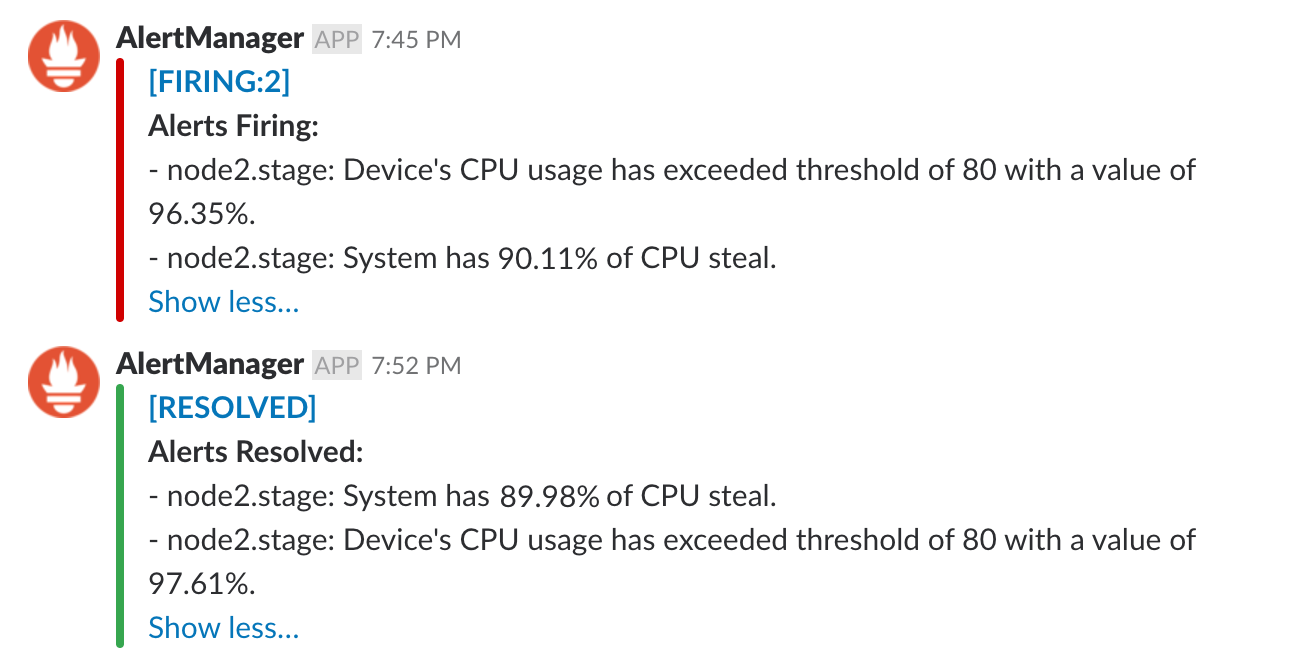 AlertManager APP 7:45 PM
[FIRING:2]
Alerts Firing:
- node2.stage: Device's CPU usage has exceeded threshold of 80 with a value of
96.35%.
- node2.stage: System has 90.11% of CPU steal.
Show less...
AlertManager APP 7:52 PM
[RESOLVED]
Alerts Resolved:
- node2.stage: System has 89.98% of CPU steal.
- node2.stage: Device's CPU usage has exceeded threshold of 80 with a value of
97.61%.
Show less...